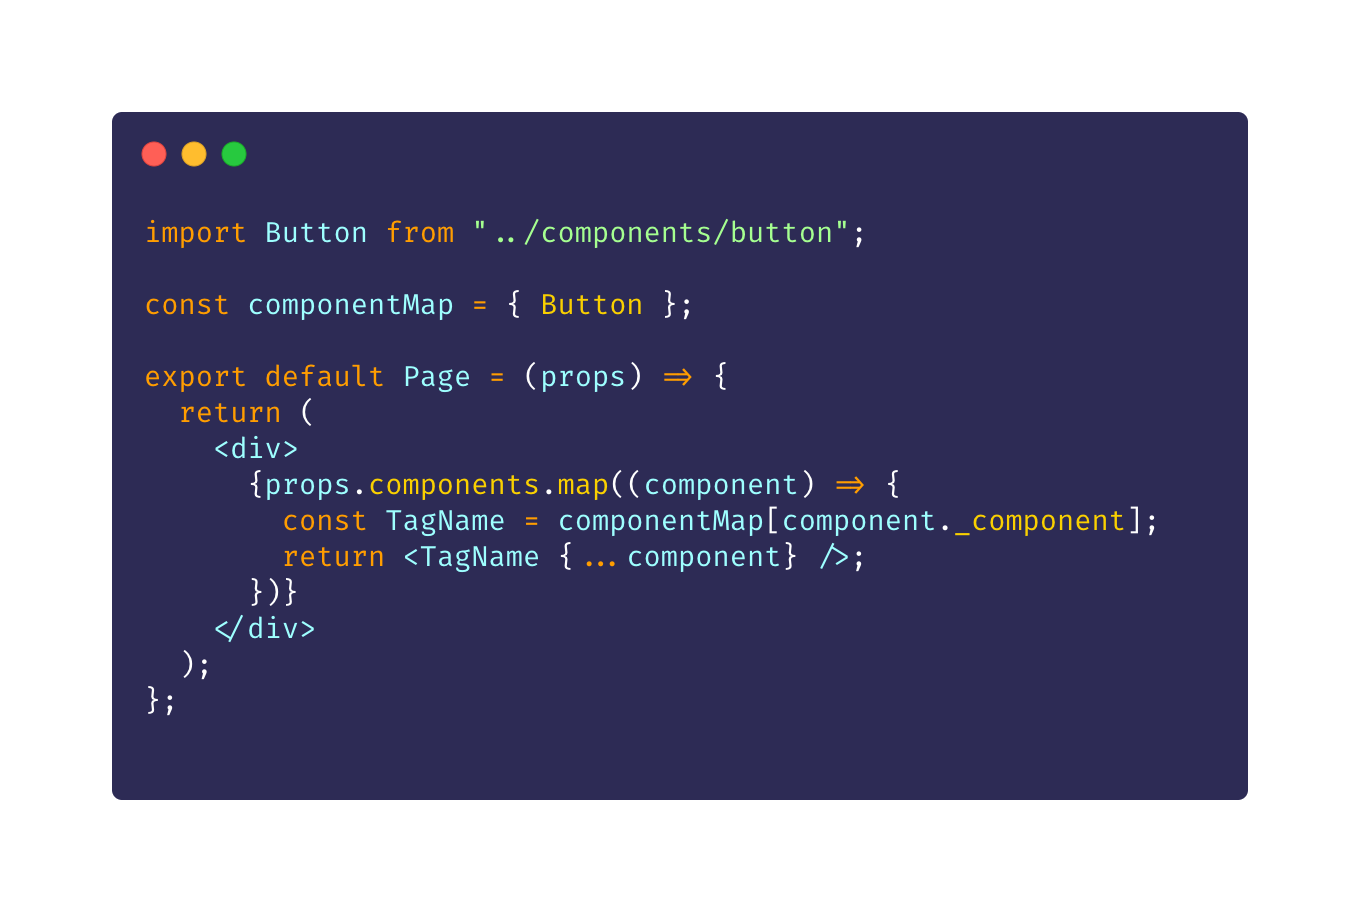 import Button from "../components/button";
const componentMap = { Button };
export default Page = (props) => {
  return (
    <div>
      {props.components.map((component) => {
        const TagName = componentMap[component._component];
        return <TagName {...component} />;
      })}
    </div>
  );
};